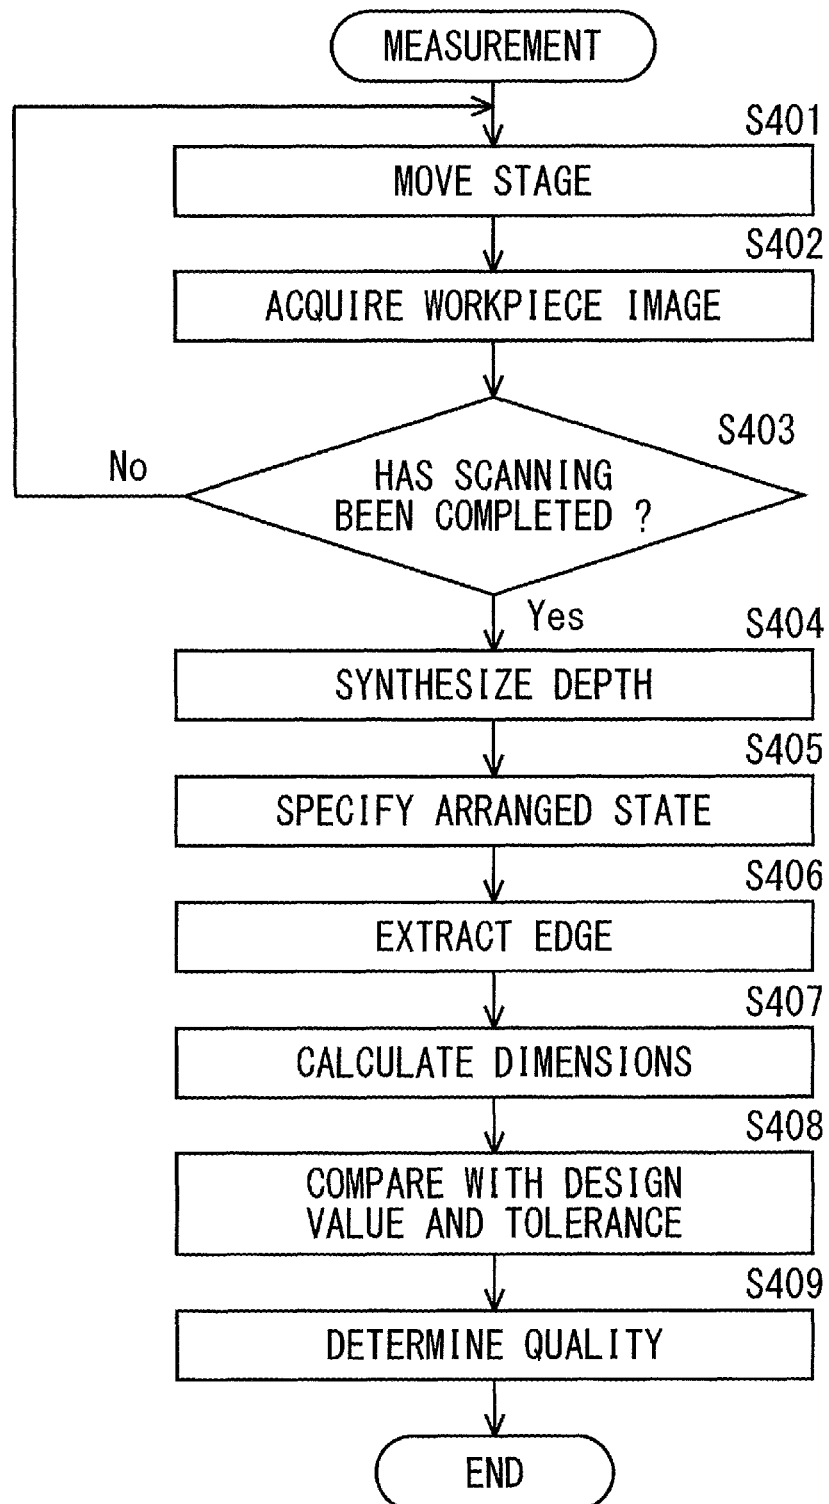 MEASUREMENT
S401
MOVE STAGE
S402
ACQUIRE WORKPIECE IMAGE
S403
HAS SCANNING
BEEN COMPLETED ?
No
Yes
S404
SYNTHESIZE DEPTH
S405
SPECIFY ARRANGED STATE
S406
EXTRACT EDGE
S407
CALCULATE DIMENSIONS
S408
COMPARE WITH DESIGN
VALUE AND TOLERANCE
S409
DETERMINE QUALITY
END